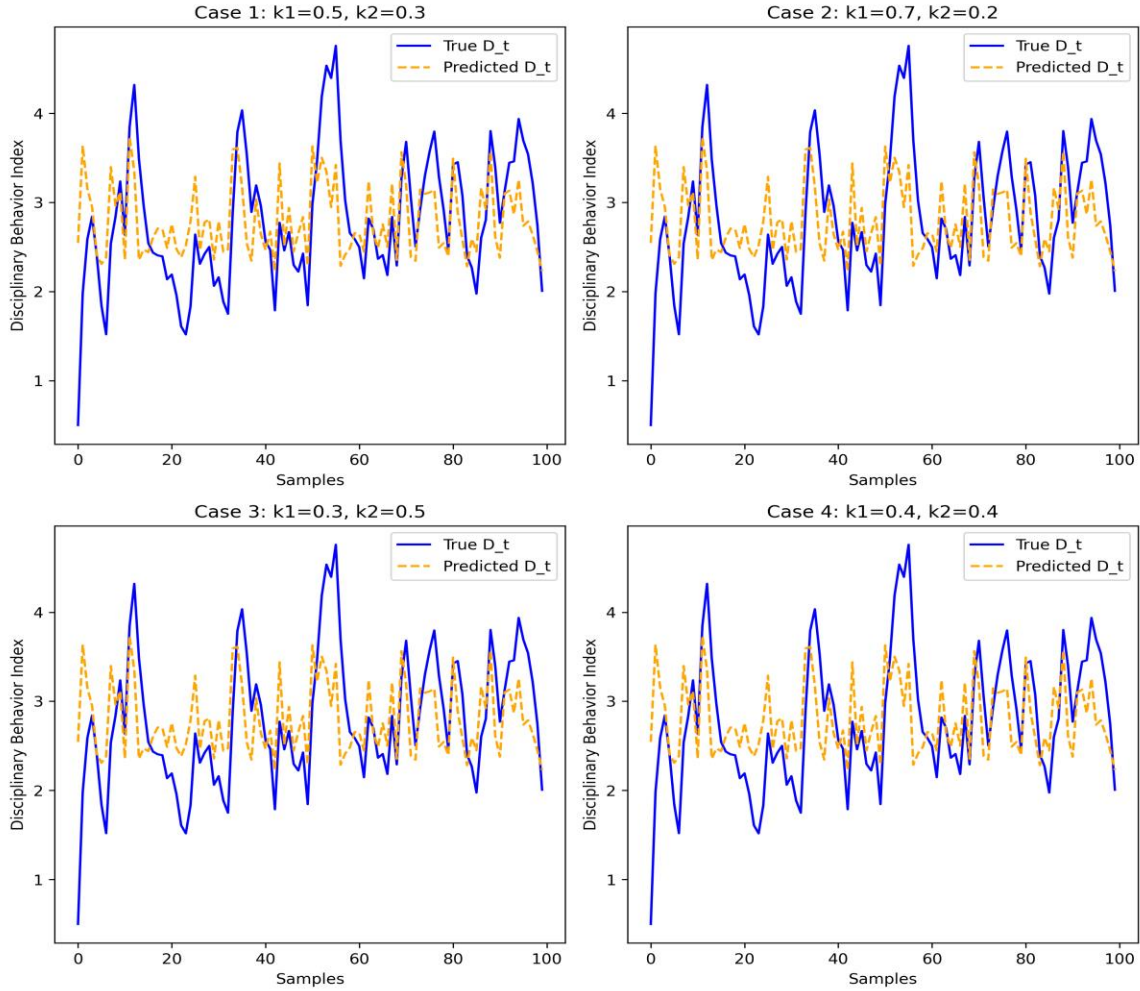 Case 1: k1=0.5, k2=0.3
True D_t
Predicted D_t
Disciplinary Behavior Index
4
3
2
1
0
20
40
60
80
100
Samples
Case 2: k1=0.7, k2=0.2
True D_t
Predicted D_t
Disciplinary Behavior Index
4
3
2
1
0
20
40
60
80
100
Samples
Case 3: k1=0.3, k2=0.5
True D_t
Predicted D_t
Disciplinary Behavior Index
4
3
2
1
0
20
40
60
80
100
Samples
Case 4: k1=0.4, k2=0.4
True D_t
Predicted D_t
Disciplinary Behavior Index
4
3
2
1
0
20
40
60
80
100
Samples